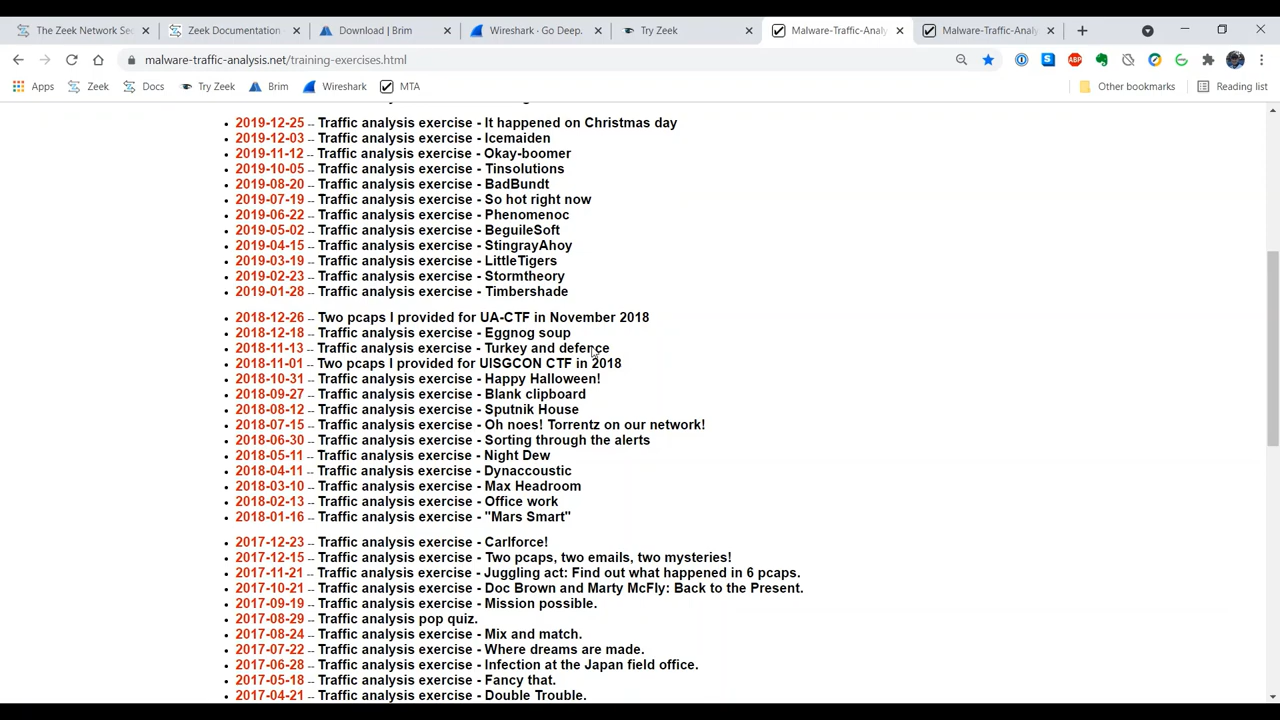 The Zeek Network Sec
Zeek Documentation
Download | Brim
Wireshark · Go Deep.
Try Zeek
Malware-Traffic-Analy
Malware-Traffic-Analy
malware-traffic-analysis.net/training-exercises.html
Apps
Zeek
Docs
Try Zeek
Brim
Wireshark
MTA
Other bookmarks
Reading list
2019-12-25 -- Traffic analysis exercise - It happened on Christmas day
2019-12-03 -- Traffic analysis exercise - Icemaiden
2019-11-12 -- Traffic analysis exercise - Okay-boomer
2019-10-05 -- Traffic analysis exercise - Tinsolutions
2019-08-20 -- Traffic analysis exercise - BadBundt
2019-07-19 -- Traffic analysis exercise - So hot right now
2019-06-22 -- Traffic analysis exercise - Phenomenoc
2019-05-02 -- Traffic analysis exercise - BeguileSoft
2019-04-15 -- Traffic analysis exercise - StingrayAhoy
2019-03-19 -- Traffic analysis exercise - LittleTigers
2019-02-23 -- Traffic analysis exercise - Stormtheory
2019-01-28 -- Traffic analysis exercise - Timbershade
2018-12-26 -- Two pcaps I provided for UA-CTF in November 2018
2018-12-18 -- Traffic analysis exercise - Eggnog soup
2018-11-13 -- Traffic analysis exercise - Turkey and defence
2018-11-01 -- Two pcaps I provided for UISGCON CTF in 2018
2018-10-31 -- Traffic analysis exercise - Happy Halloween!
2018-09-27 -- Traffic analysis exercise - Blank clipboard
2018-08-12 -- Traffic analysis exercise - Sputnik House
2018-07-15 -- Traffic analysis exercise - Oh noes! Torrentz on our network!
2018-06-30 -- Traffic analysis exercise - Sorting through the alerts
2018-05-11 -- Traffic analysis exercise - Night Dew
2018-04-11 -- Traffic analysis exercise - Dynaccoustic
2018-03-10 -- Traffic analysis exercise - Max Headroom
2018-02-13 -- Traffic analysis exercise - Office work
2018-01-16 -- Traffic analysis exercise - "Mars Smart"
2017-12-23 -- Traffic analysis exercise - Carlforce!
2017-12-15 -- Traffic analysis exercise - Two pcaps, two emails, two mysteries!
2017-11-21 -- Traffic analysis exercise - Juggling act: Find out what happened in 6 pcaps.
2017-10-21 -- Traffic analysis exercise - Doc Brown and Marty McFly: Back to the Present.
2017-09-19 -- Traffic analysis exercise - Mission possible.
2017-08-29 -- Traffic analysis pop quiz.
2017-08-24 -- Traffic analysis exercise - Mix and match.
2017-07-22 -- Traffic analysis exercise - Where dreams are made.
2017-06-28 -- Traffic analysis exercise - Infection at the Japan field office.
2017-05-18 -- Traffic analysis exercise - Fancy that.
2017-04-21 -- Traffic analysis exercise - Double Trouble.